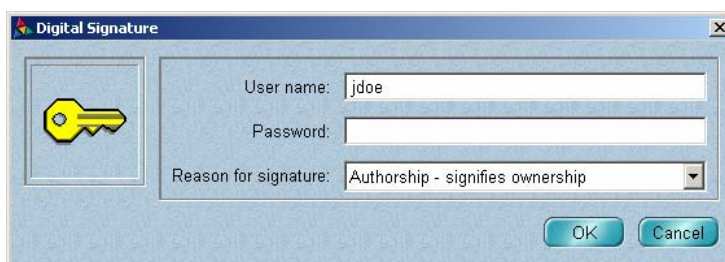 Digital Signature
User name: jdoe
Password:
Reason for signature: Authorship - signifies ownership
OK Cancel